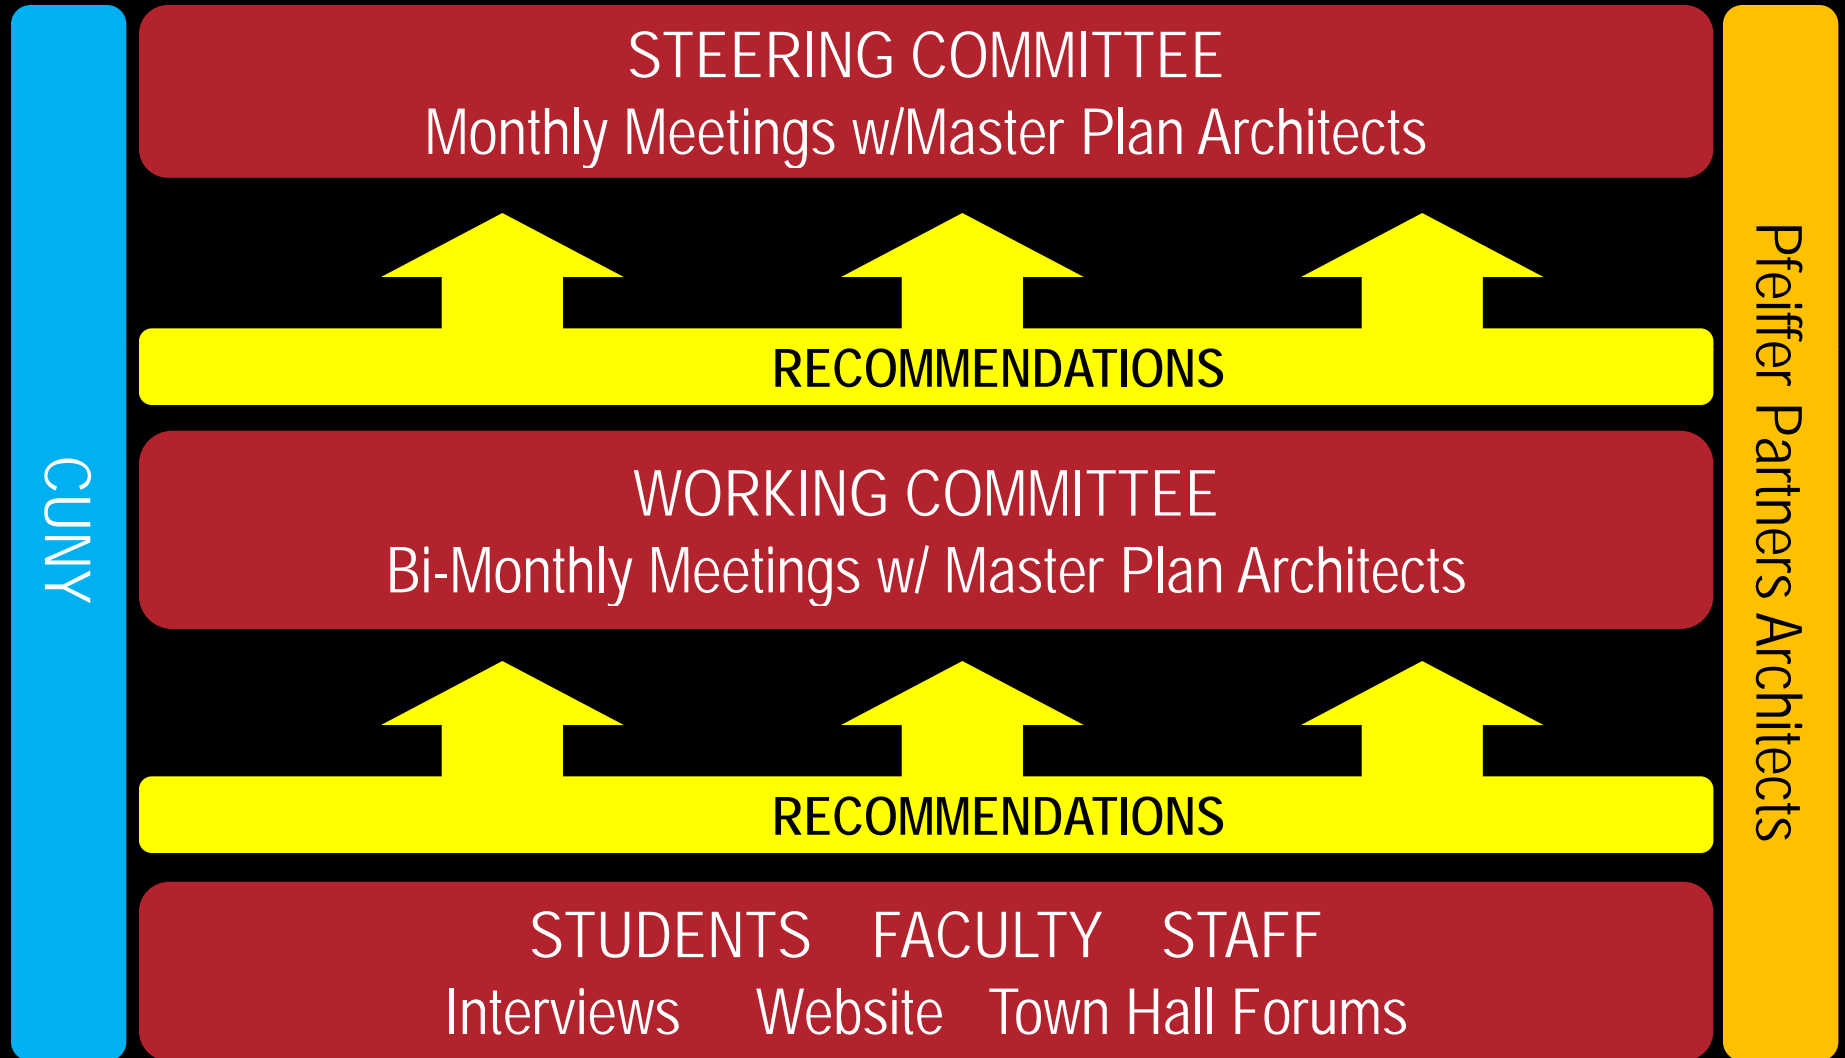 STEERING COMMITTEE
Monthly Meetings w/Master Plan Architects
RECOMMENDATIONS
WORKING COMMITTEE
Bi-Monthly Meetings w/ Master Plan Architects
RECOMMENDATIONS
STUDENTS FACULTY STAFF
Interviews Website Town Hall Forums
CUNY
Pfeiffer Partners Architects